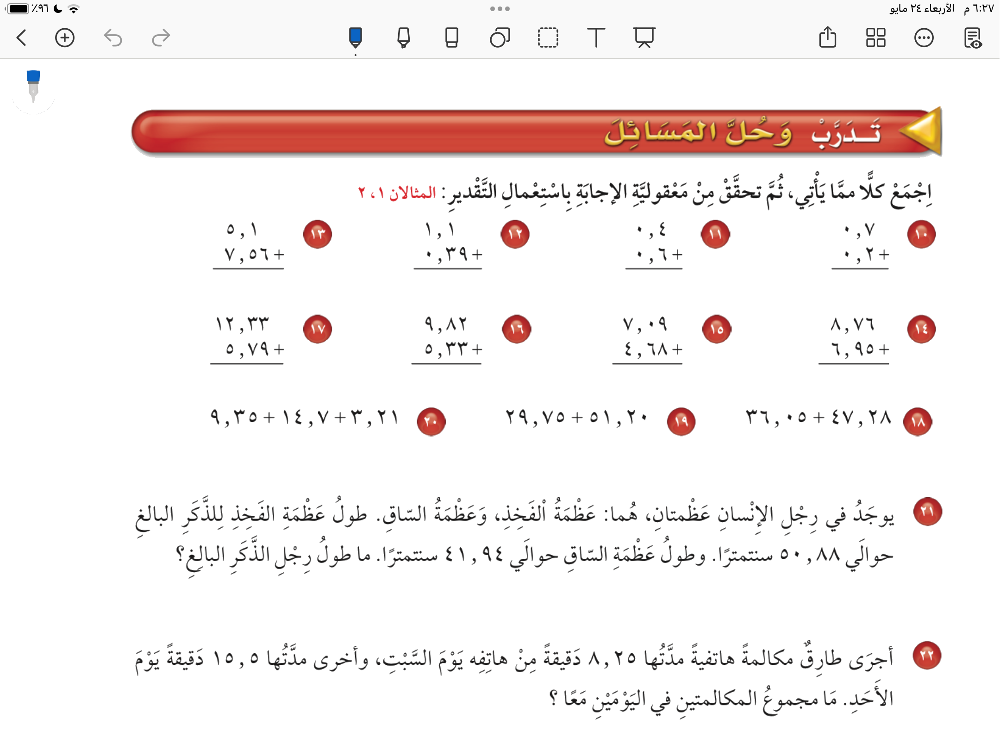 ٦:٢٧ م الأربعاء ٢٤ مايو
٪٩٦
تَـدَرَّبْ وَحُلَّ المَسَائِلَ
اِجْمَعْ كلًّا ممَّا يَأْتِي، ثُمَّ تحقَّقْ مِنْ مَعْقوليَّةِ الإجابَةِ بِاسْتِعْمالِ التَّقْديرِ: المثالان ١، ٢
١٠ ٠,٧
+ ٠,٢
١١ ٠,٤
+ ٠,٦
١٢ ١,١
+ ٠,٣٩
١٣ ٥,١
+ ٧,٥٦
١٤ ٨,٧٦
+ ٦,٩٥
١٥ ٧,٠٩
+ ٤,٦٨
١٦ ٩,٨٢
+ ٥,٣٣
١٧ ١٢,٣٣
+ ٥,٧٩
١٨ ٣٦,٠٥ + ٤٧,٢٨
١٩ ٢٩,٧٥ + ٥١,٢٠
٢٠ ٩,٣٥ + ١٤,٧ + ٣,٢١
٢١ يوجَدُ في رِجْلِ الإنْسانِ عَظْمتانِ، هُما: عَظْمَةُ اْلفَخِذِ، وَعَظْمَةُ السّاقِ. طولُ عَظْمَةِ الفَخِذِ لِلذَّكَرِ البالغِ
حوالَي ٥٠,٨٨ سنتمترًا. وطولُ عَظْمَةِ السّاقِ حوالَي ٤١,٩٤ سنتمترًا. ما طولُ رِجْلِ الذَّكَرِ البالِغِ؟
٢٢ أجرَى طارِقٌ مكالمةً هاتفيةً مدَّتُها ٨,٢٥ دَقيقةً مِنْ هاتِفِه يَوْمَ السَّبْتِ، وأخرى مدَّتُها ١٥,٥ دَقيقةً يَوْمَ
الأَحَدِ. مَا مجموعُ المكالمتينِ في اليَوْمَيْنِ مَعًا ؟